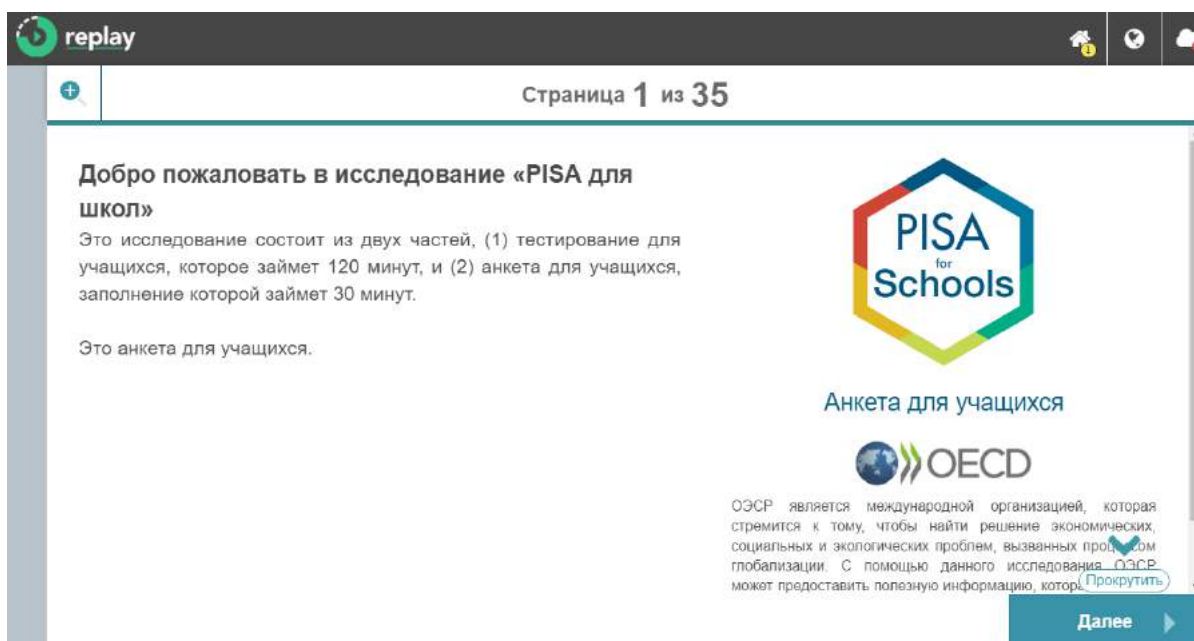 replay
1
Страница 1 из 35
Добро пожаловать в исследование «PISA для
школ»
Это исследование состоит из двух частей, (1) тестирование для
учащихся, которое займет 120 минут, и (2) анкета для учащихся,
заполнение которой займет 30 минут.
Это анкета для учащихся.
PISA
for
Schools
Анкета для учащихся
OECD
ОЭСР является международной организацией, которая
стремится к тому, чтобы найти решение экономических,
социальных и экологических проблем, вызванных процессом
глобализации. С помощью данного исследования ОЭСР
может предоставить полезную информацию,
Прокрутить
Далее